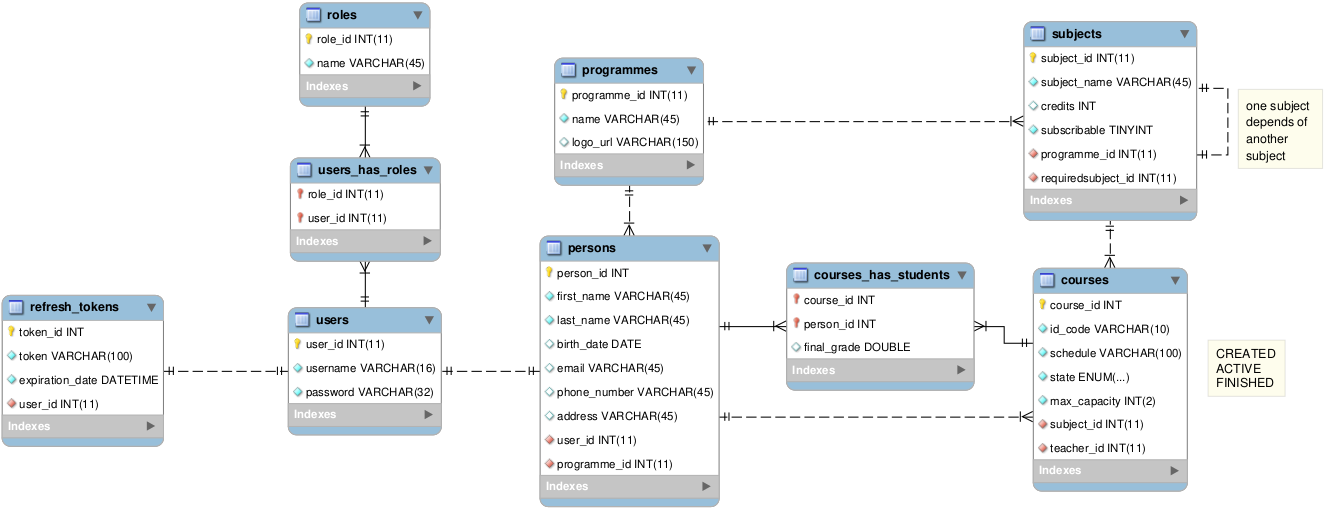 roles
role_id INT(11)
name VARCHAR(45)
Indexes
users_has_roles
role_id INT(11)
user_id INT(11)
Indexes
refresh_tokens
token_id INT
token VARCHAR(100)
expiration_date DATETIME
user_id INT(11)
Indexes
users
user_id INT(11)
username VARCHAR(16)
password VARCHAR(32)
Indexes
programmes
programme_id INT(11)
name VARCHAR(45)
logo_url VARCHAR(150)
Indexes
persons
person_id INT
first_name VARCHAR(45)
last_name VARCHAR(45)
birth_date DATE
email VARCHAR(45)
phone_number VARCHAR(45)
address VARCHAR(45)
user_id INT(11)
programme_id INT(11)
Indexes
courses_has_students
course_id INT
person_id INT
final_grade DOUBLE
Indexes
subjects
subject_id INT(11)
subject_name VARCHAR(45)
credits INT
subscribable TINYINT
programme_id INT(11)
requiredsubject_id INT(11)
Indexes
one subject
depends of
another
subject
courses
course_id INT
id_code VARCHAR(10)
schedule VARCHAR(100)
state ENUM(...)
max_capacity INT(2)
subject_id INT(11)
teacher_id INT(11)
Indexes
CREATED
ACTIVE
FINISHED